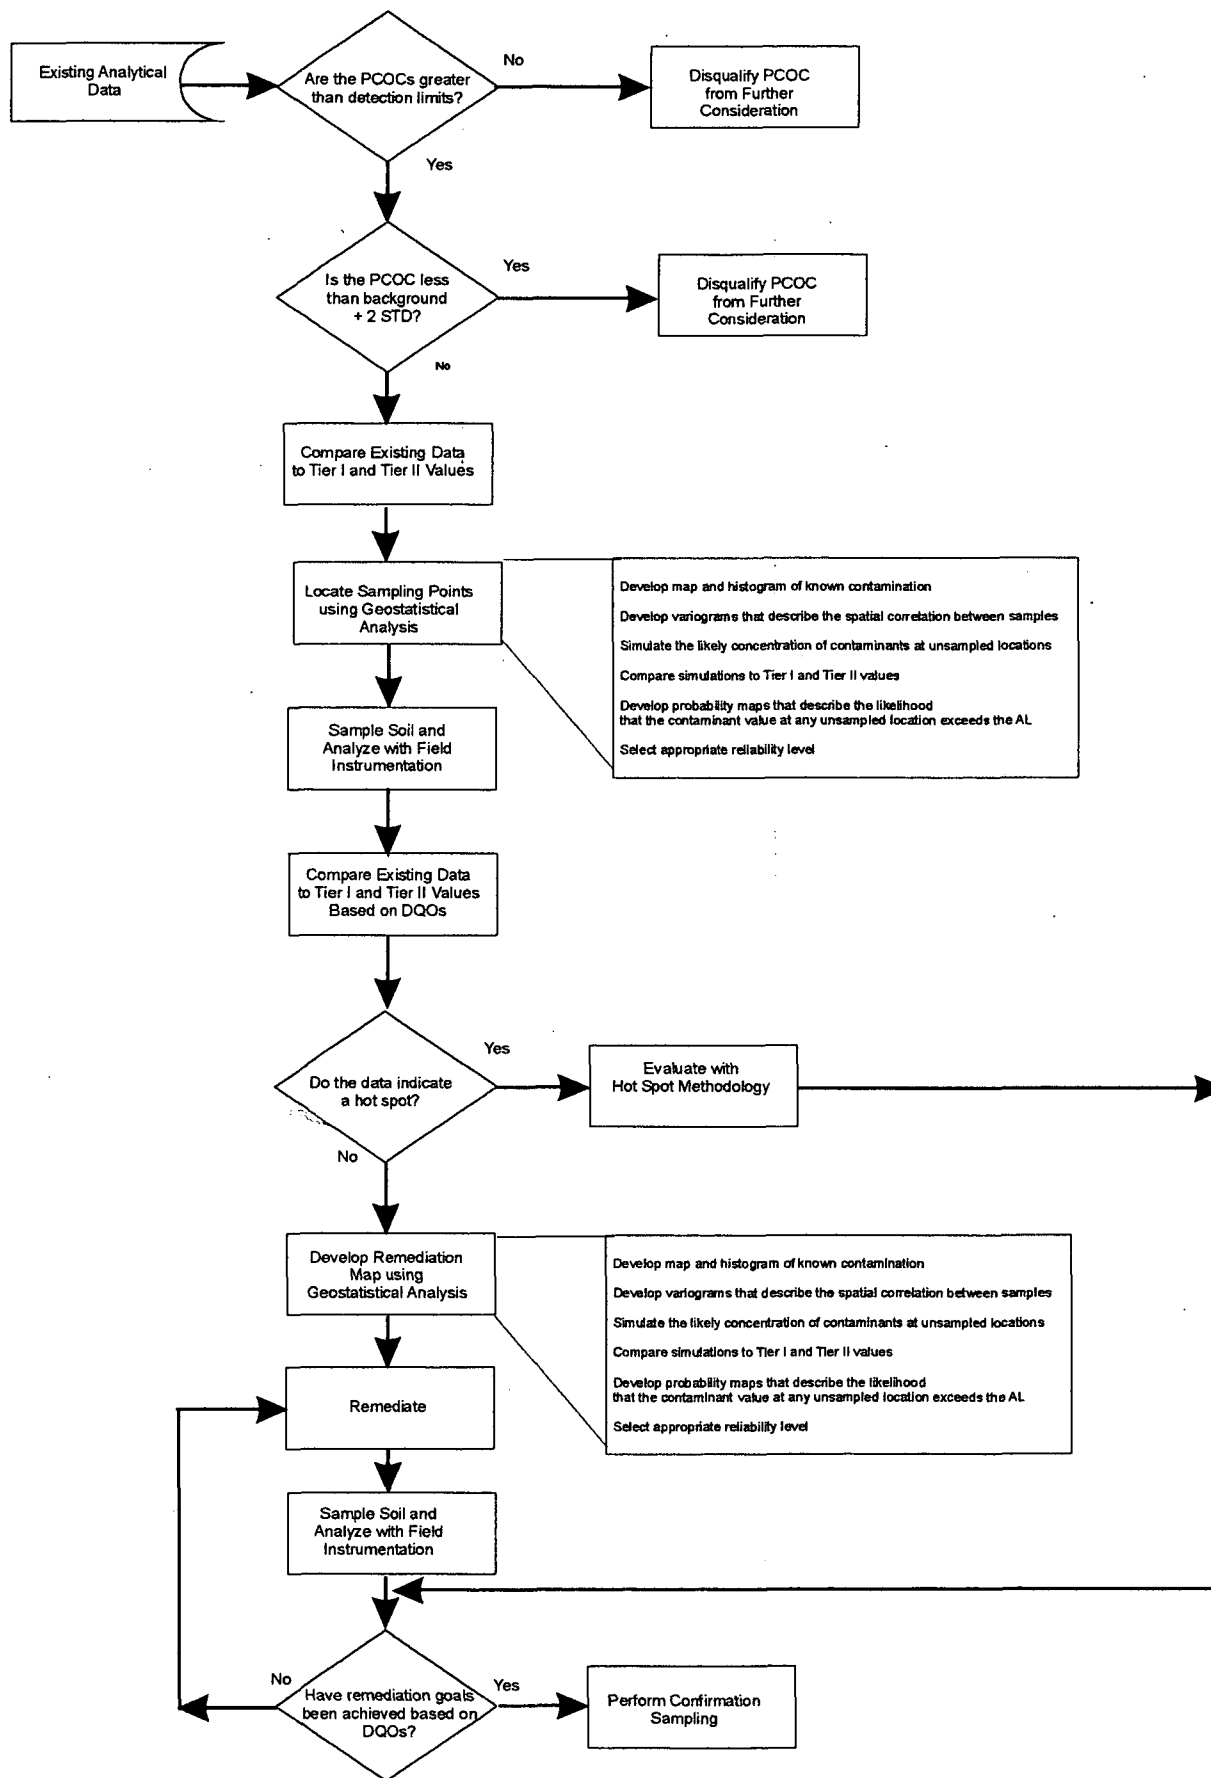 Existing Analytical
Data
Are the PCOCs greater
than detection limits?
No
Disqualify PCOC
from Further
Consideration
Yes
Is the PCOC less
than background
+ 2 STD?
Yes
Disqualify PCOC
from Further
Consideration
No
Compare Existing Data
to Tier I and Tier II Values
Locate Sampling Points
using Geostatistical
Analysis
Develop map and histogram of known contamination
Develop variograms that describe the spatial correlation between samples
Simulate the likely concentration of contaminants at unsampled locations
Compare simulations to Tier I and Tier II values
Develop probability maps that describe the likelihood
that the contaminant value at any unsampled location exceeds the AL
Select appropriate reliability level
Sample Soil and
Analyze with Field
Instrumentation
Compare Existing Data
to Tier I and Tier II Values
Based on DQOs
Do the data indicate
a hot spot?
Yes
Evaluate with
Hot Spot Methodology
No
Develop Remediation
Map using
Geostatistical Analysis
Develop map and histogram of known contamination
Develop variograms that describe the spatial correlation between samples
Simulate the likely concentration of contaminants at unsampled locations
Compare simulations to Tier I and Tier II values
Develop probability maps that describe the likelihood
that the contaminant value at any unsampled location exceeds the AL
Select appropriate reliability level
Remediate
Sample Soil and
Analyze with Field
Instrumentation
No
Have remediation goals
been achieved based on
DQOs?
Yes
Perform Confirmation
Sampling